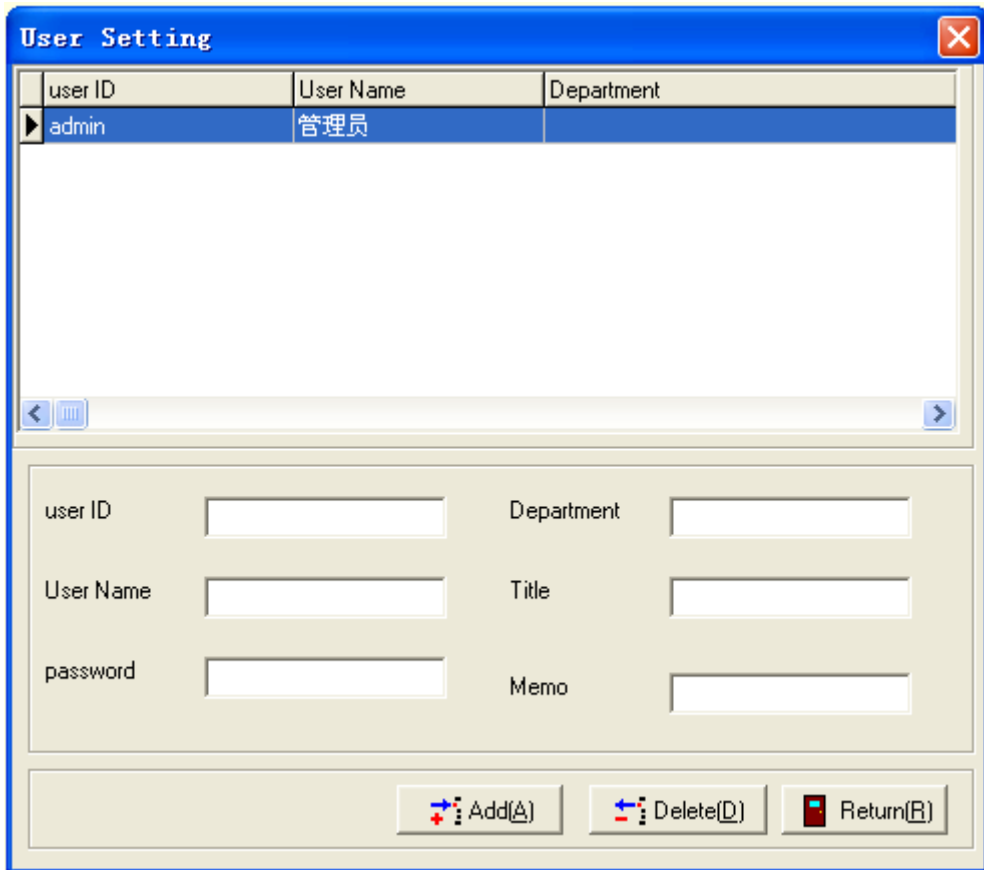 User Setting
user ID User Name Department
admin 管理员
user ID Department
User Name Title
password
Memo
Add(A) Delete(D) Return(R)